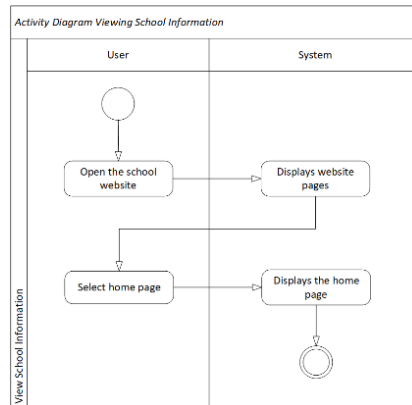 Activity Diagram Viewing School Information
User
System
Open the school
website
Displays website
pages
Select home page
Displays the home
page
View School Information